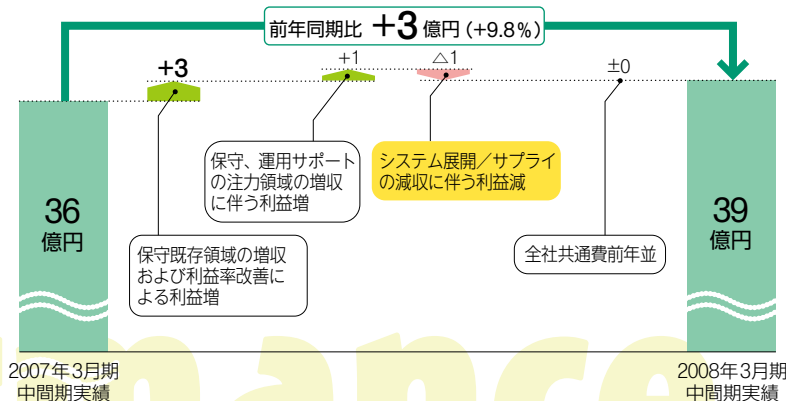 前年同期比 +3億円(+9.8%)
+3
+1
△1
±0
保守、運用サポート
の注力領域の増収
に伴う利益増
システム展開／サプライ
の減収に伴う利益減
36
億円
39
億円
保守既存領域の増収
および利益率改善に
よる利益増
全社共通費前年並
2007年3月期
中間期実績
2008年3月期
中間期実績